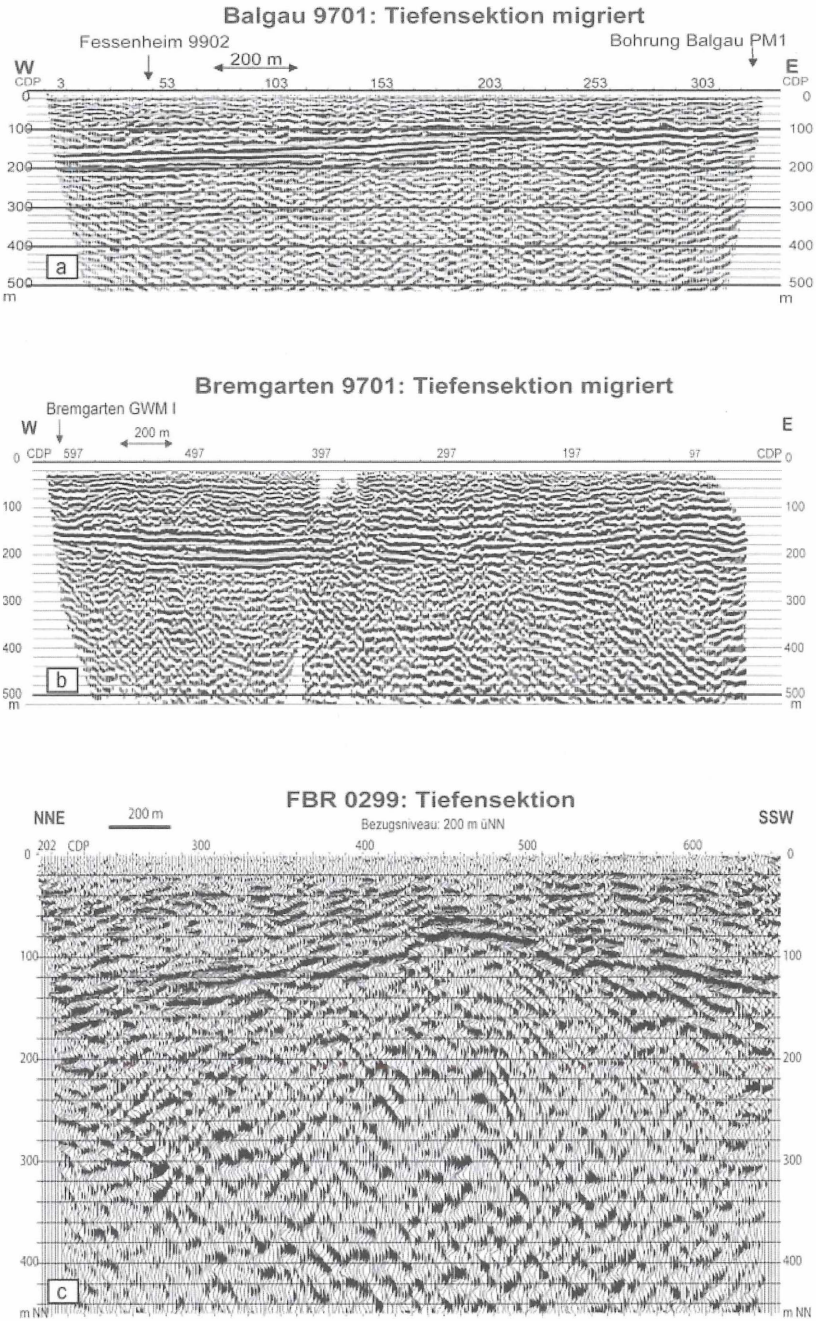 Balgau 9701: Tiefensektion migriert
Fessenheim 9902
200 m
Bohrung Balgau PM1
W
E
CDP 3 53 103 153 203 253 303 CDP
0 0
100 100
200 200
300 300
400 400
a
500 500
m m
Bremgarten 9701: Tiefensektion migriert
Bremgarten GWM I
W
200 m
E
0 CDP 597 497 397 297 197 97 CDP 0
100 100
200 200
300 300
400 400
b
500 500
m m
FBR 0299: Tiefensektion
NNE
200 m
Bezugsniveau: 200 m üNN
SSW
202 CDP 300 400 500 600
0 0
100 100
200 200
300 300
400 400
c
m NN m NN